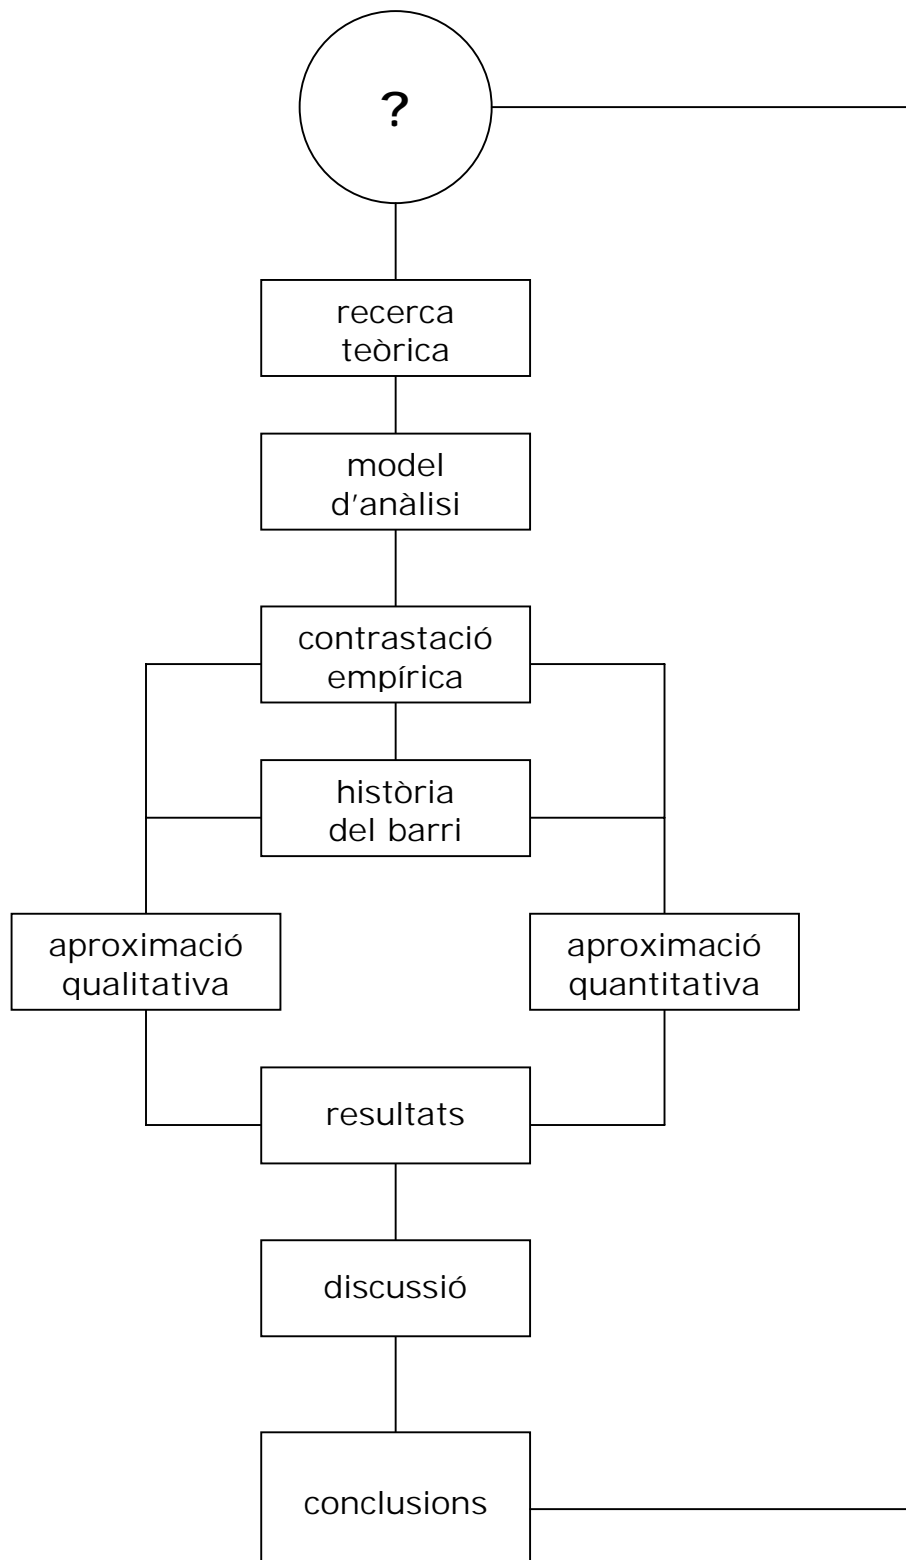 ?
recerca
teòrica
model
d'anàlisi
contrastació
empírica
història
del barri
aproximació
qualitativa
aproximació
quantitativa
resultats
discussió
conclusions